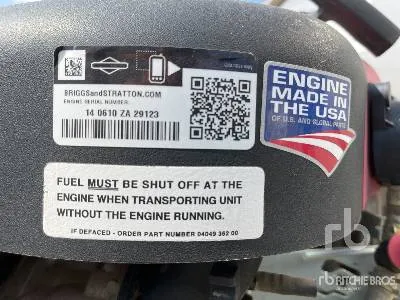 BRIGGSandSTRATTON.COM
ENGINE SERIAL NUMBER:
14 0610 ZA 29123
ENGINE
MADE IN
THE USA
OF U.S. AND GLOBAL PARTS
FUEL MUST BE SHUT OFF AT THE
ENGINE WHEN TRANSPORTING UNIT
WITHOUT THE ENGINE RUNNING.
IF DEFACED - ORDER PART NUMBER 04049 362 00
rb
rb
RITCHIE BROS.